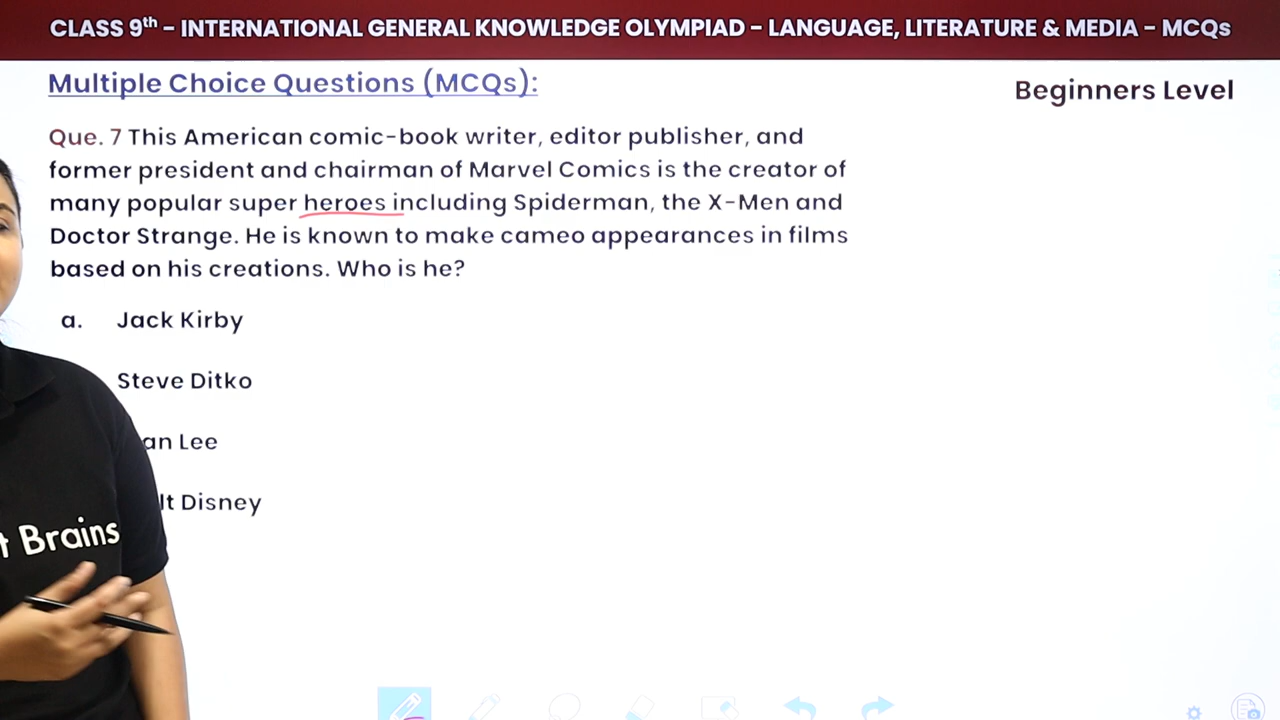 CLASS 9th – INTERNATIONAL GENERAL KNOWLEDGE OLYMPIAD – LANGUAGE, LITERATURE & MEDIA – MCQs
Multiple Choice Questions (MCQs):
Beginners Level
Que. 7 This American comic-book writer, editor publisher, and
former president and chairman of Marvel Comics is the creator of
many popular super heroes including Spiderman, the X-Men and
Doctor Strange. He is known to make cameo appearances in films
based on his creations. Who is he?
a. Jack Kirby
Steve Ditko
an Lee
lt Disney
t Brains